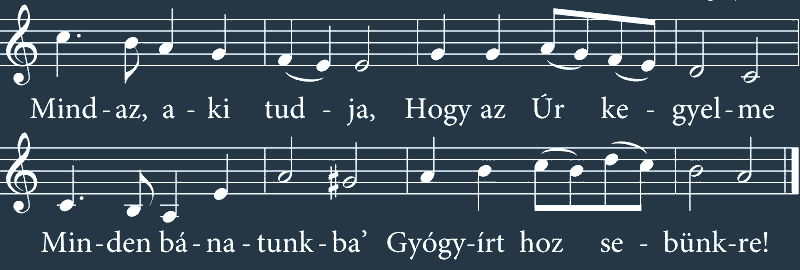 Mind-az, a - ki tud - ja, Hogy az Úr ke - gyel-me
Min-den bá-na-tunk-ba’ Gyógy-írt hoz se - bünk-re!